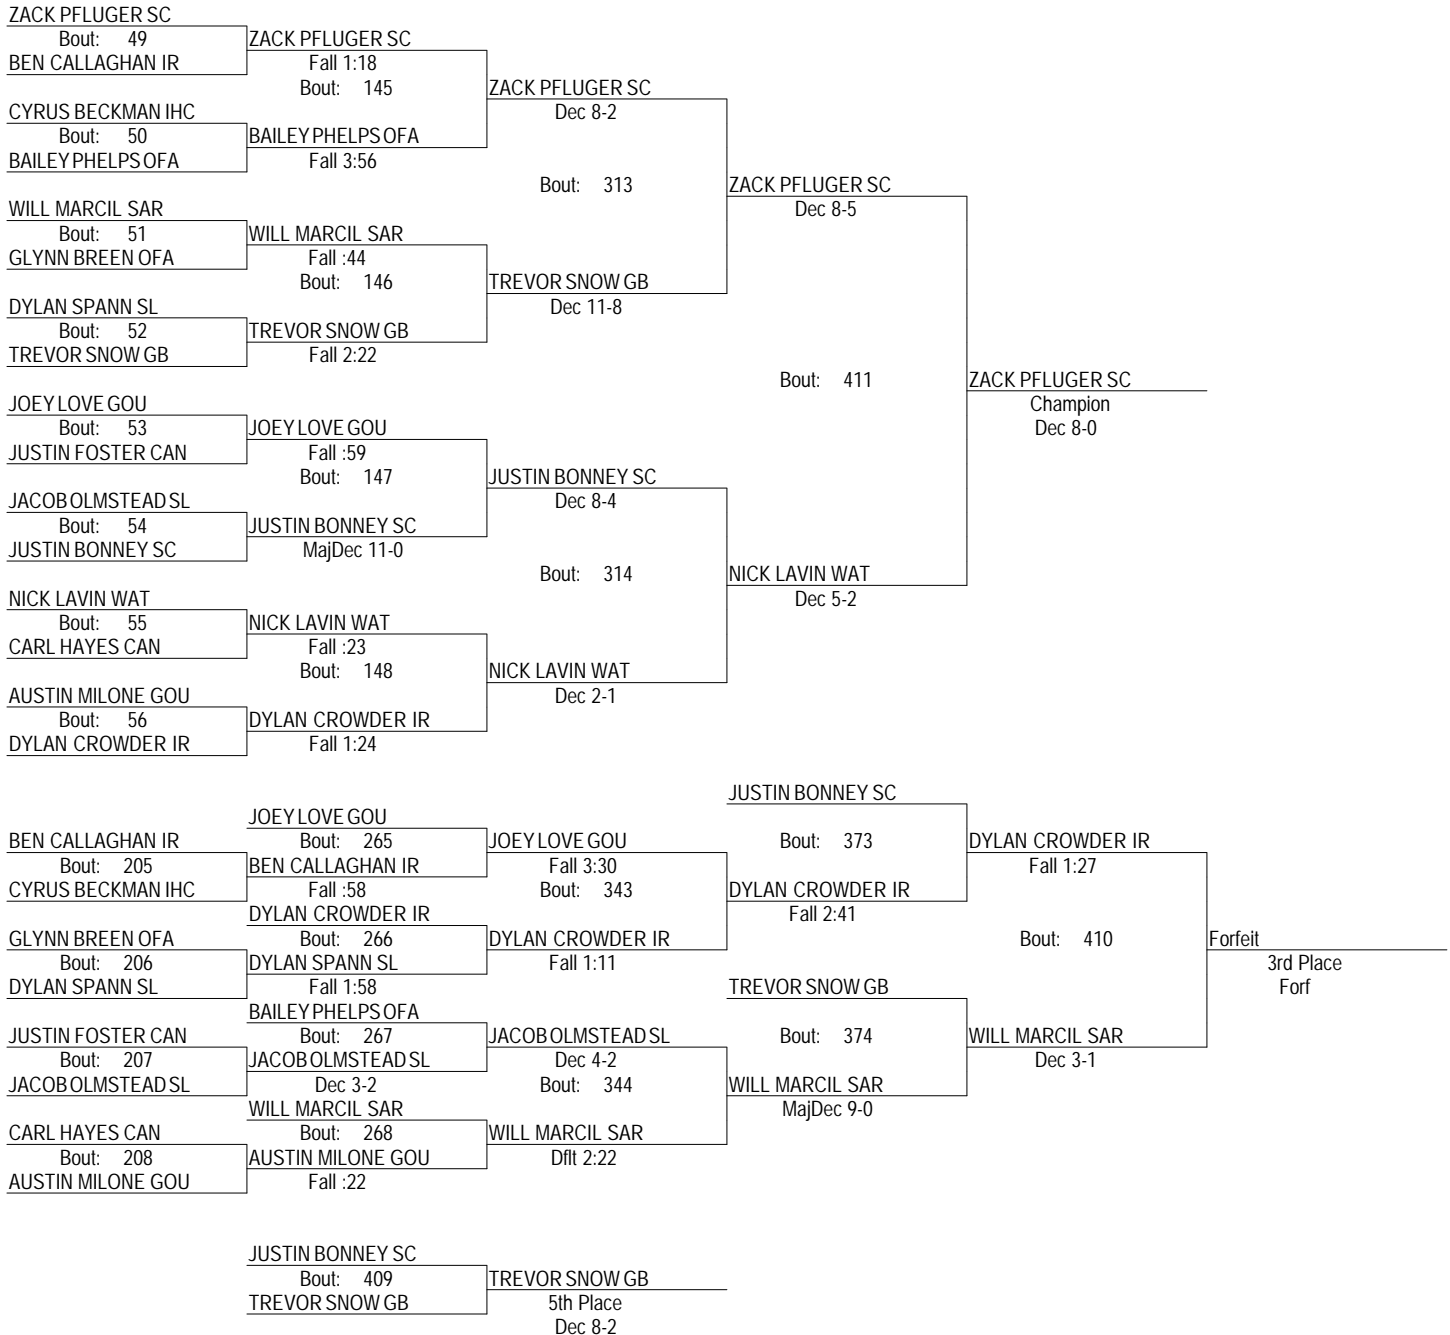 ZACK PFLUGER SC
Bout: 49 ZACK PFLUGER SC
BEN CALLAGHAN IR Fall 1:18
Bout: 145 ZACK PFLUGER SC
CYRUS BECKMAN IHC Dec 8-2
Bout: 50 BAILEY PHELPS OFA
BAILEY PHELPS OFA Fall 3:56
Bout: 313 ZACK PFLUGER SC
WILL MARCIL SAR Dec 8-5
Bout: 51 WILL MARCIL SAR
GLYNN BREEN OFA Fall :44
Bout: 146 TREVOR SNOW GB
DYLAN SPANN SL Dec 11-8
Bout: 52 TREVOR SNOW GB
TREVOR SNOW GB Fall 2:22
Bout: 411 ZACK PFLUGER SC
JOEY LOVE GOU Champion
Bout: 53 JOEY LOVE GOU Dec 8-0
JUSTIN FOSTER CAN Fall :59
Bout: 147 JUSTIN BONNEY SC
JACOB OLMSTEAD SL Dec 8-4
Bout: 54 JUSTIN BONNEY SC
JUSTIN BONNEY SC MajDec 11-0
Bout: 314 NICK LAVIN WAT
NICK LAVIN WAT Dec 5-2
Bout: 55 NICK LAVIN WAT
CARL HAYES CAN Fall :23
Bout: 148 NICK LAVIN WAT
AUSTIN MILONE GOU Dec 2-1
Bout: 56 DYLAN CROWDER IR
DYLAN CROWDER IR Fall 1:24
JUSTIN BONNEY SC
JOEY LOVE GOU
BEN CALLAGHAN IR Bout: 265 JOEY LOVE GOU Bout: 373 DYLAN CROWDER IR
Bout: 205 BEN CALLAGHAN IR Fall 3:30 Fall 1:27
CYRUS BECKMAN IHC Fall :58 Bout: 343 DYLAN CROWDER IR
DYLAN CROWDER IR Fall 2:41
GLYNN BREEN OFA Bout: 266 DYLAN CROWDER IR Bout: 410 Forfeit
Bout: 206 DYLAN SPANN SL Fall 1:11 3rd Place
DYLAN SPANN SL Fall 1:58 TREVOR SNOW GB Forf
BAILEY PHELPS OFA
JUSTIN FOSTER CAN Bout: 267 JACOB OLMSTEAD SL Bout: 374 WILL MARCIL SAR
Bout: 207 JACOB OLMSTEAD SL Dec 4-2 Dec 3-1
JACOB OLMSTEAD SL Dec 3-2 Bout: 344 WILL MARCIL SAR
WILL MARCIL SAR MajDec 9-0
CARL HAYES CAN Bout: 268 WILL MARCIL SAR
Bout: 208 AUSTIN MILONE GOU Dflt 2:22
AUSTIN MILONE GOU Fall :22
JUSTIN BONNEY SC
Bout: 409 TREVOR SNOW GB
TREVOR SNOW GB 5th Place
Dec 8-2